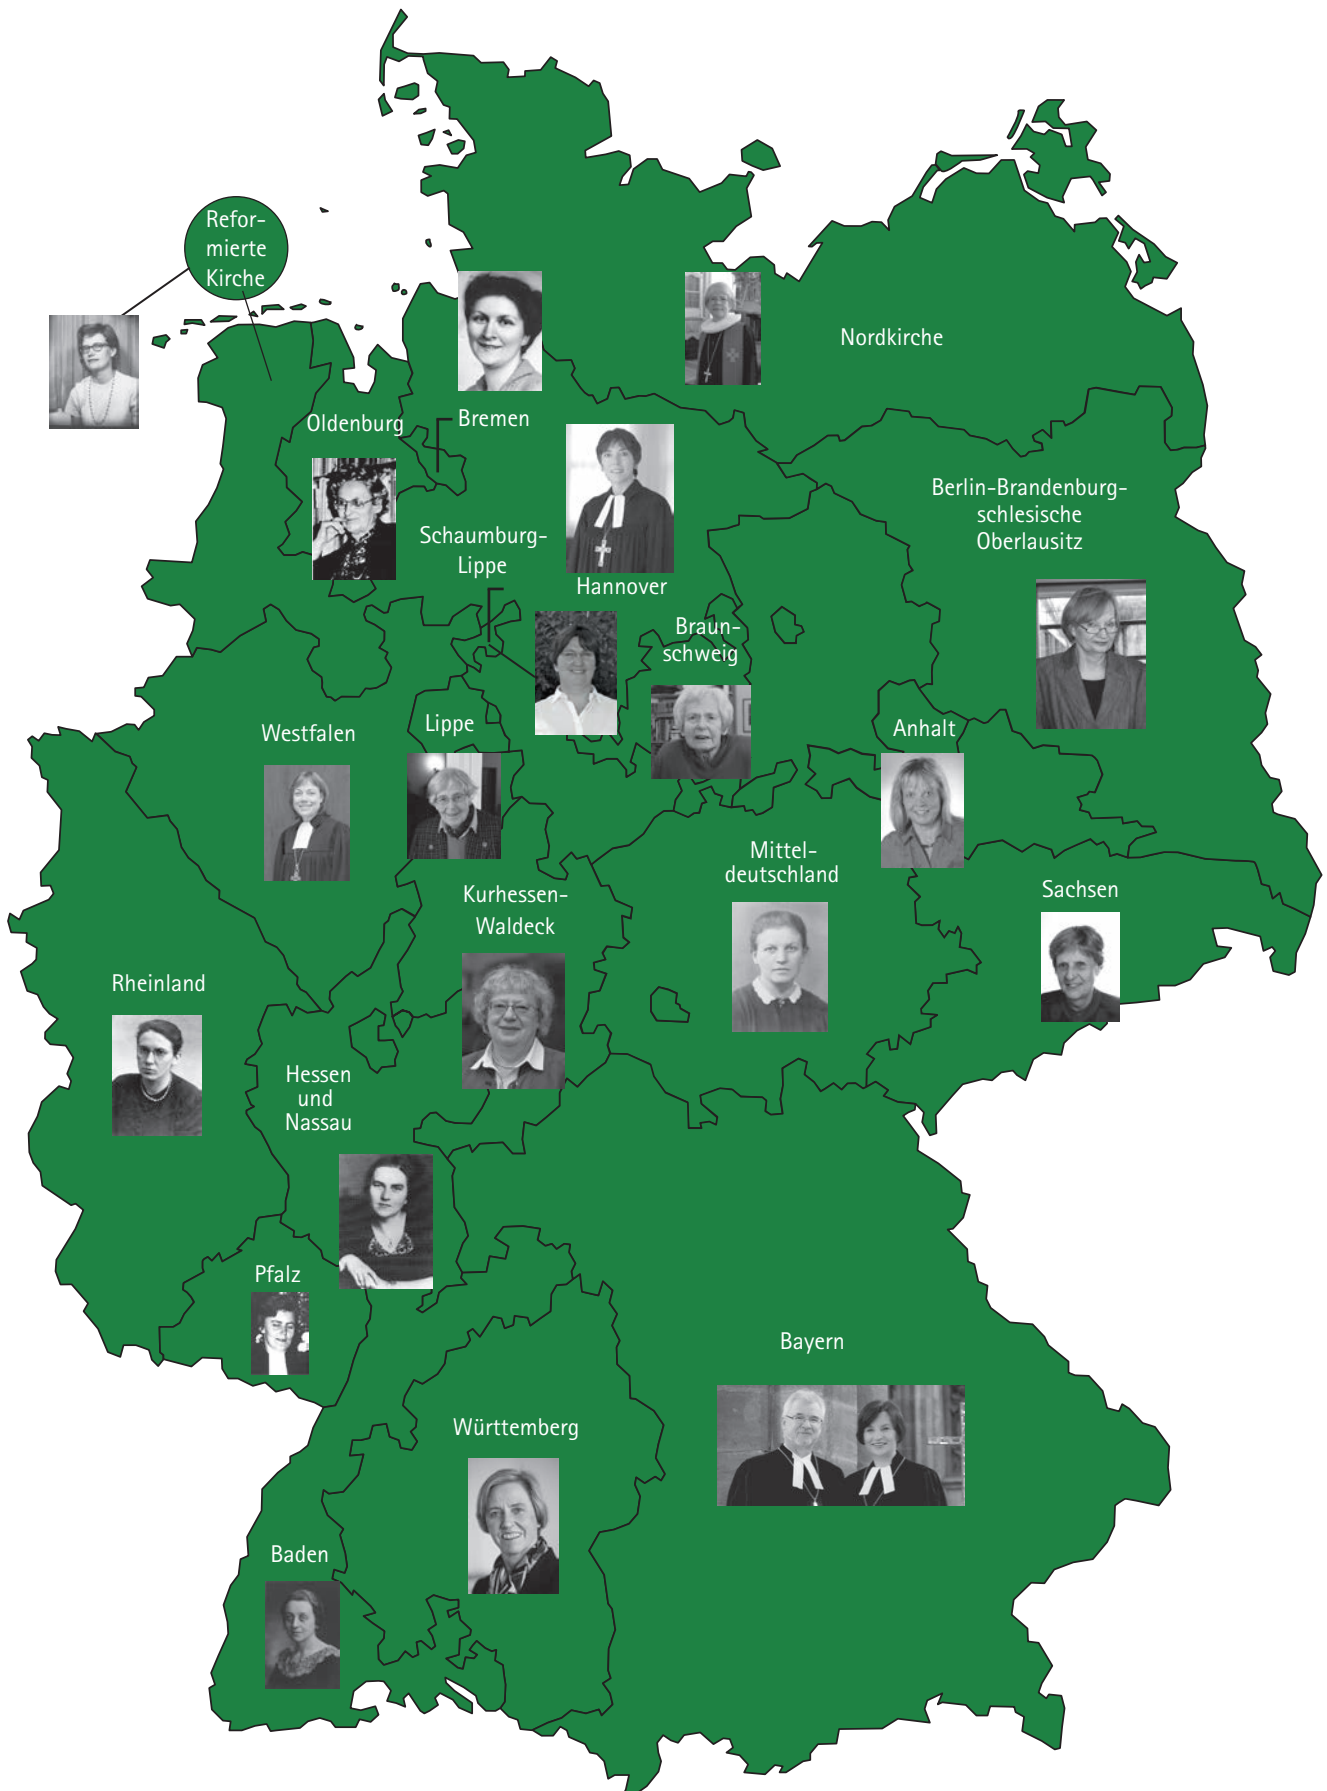 Refor-
mierte
Kirche
Nordkirche
Oldenburg
Bremen
Berlin-Brandenburg-
schlesische
Oberlausitz
Schaumburg-
Lippe
Hannover
Braun-
schweig
Westfalen
Lippe
Anhalt
Mittel-
deutschland
Kurhessen-
Waldeck
Sachsen
Rheinland
Hessen
und
Nassau
Pfalz
Bayern
Württemberg
Baden